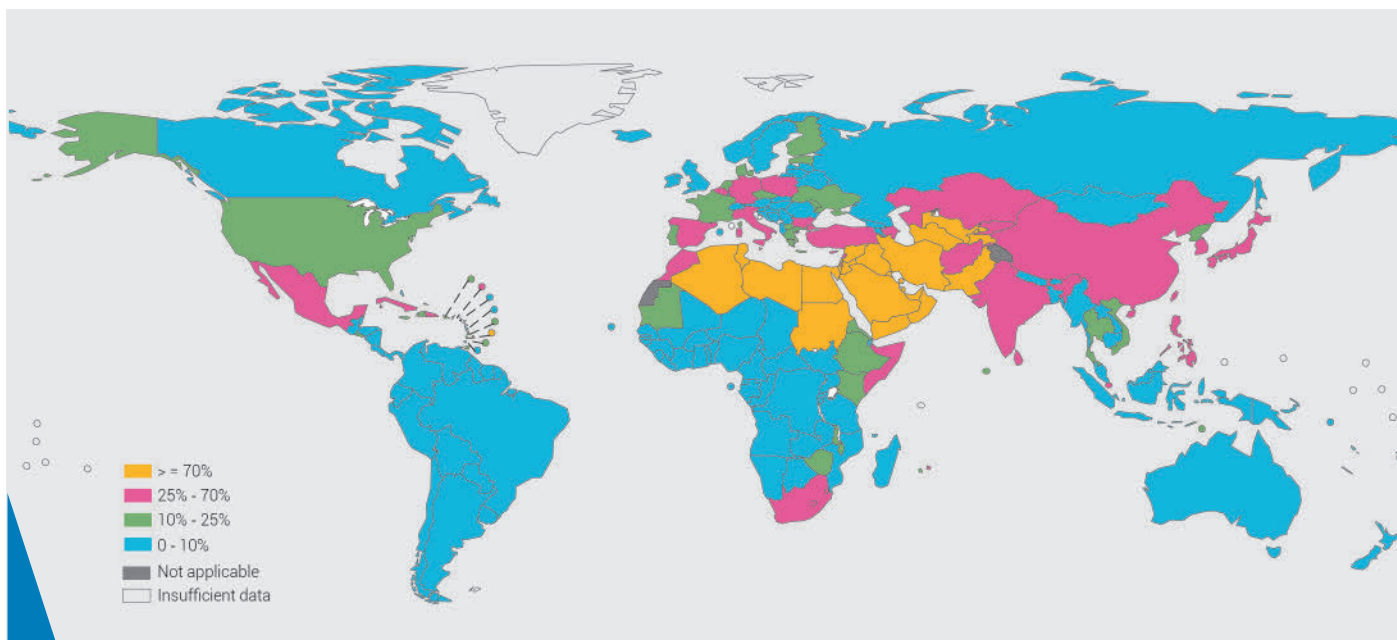 > = 70%
25% - 70%
10% - 25%
0 - 10%
Not applicable
Insufficient data